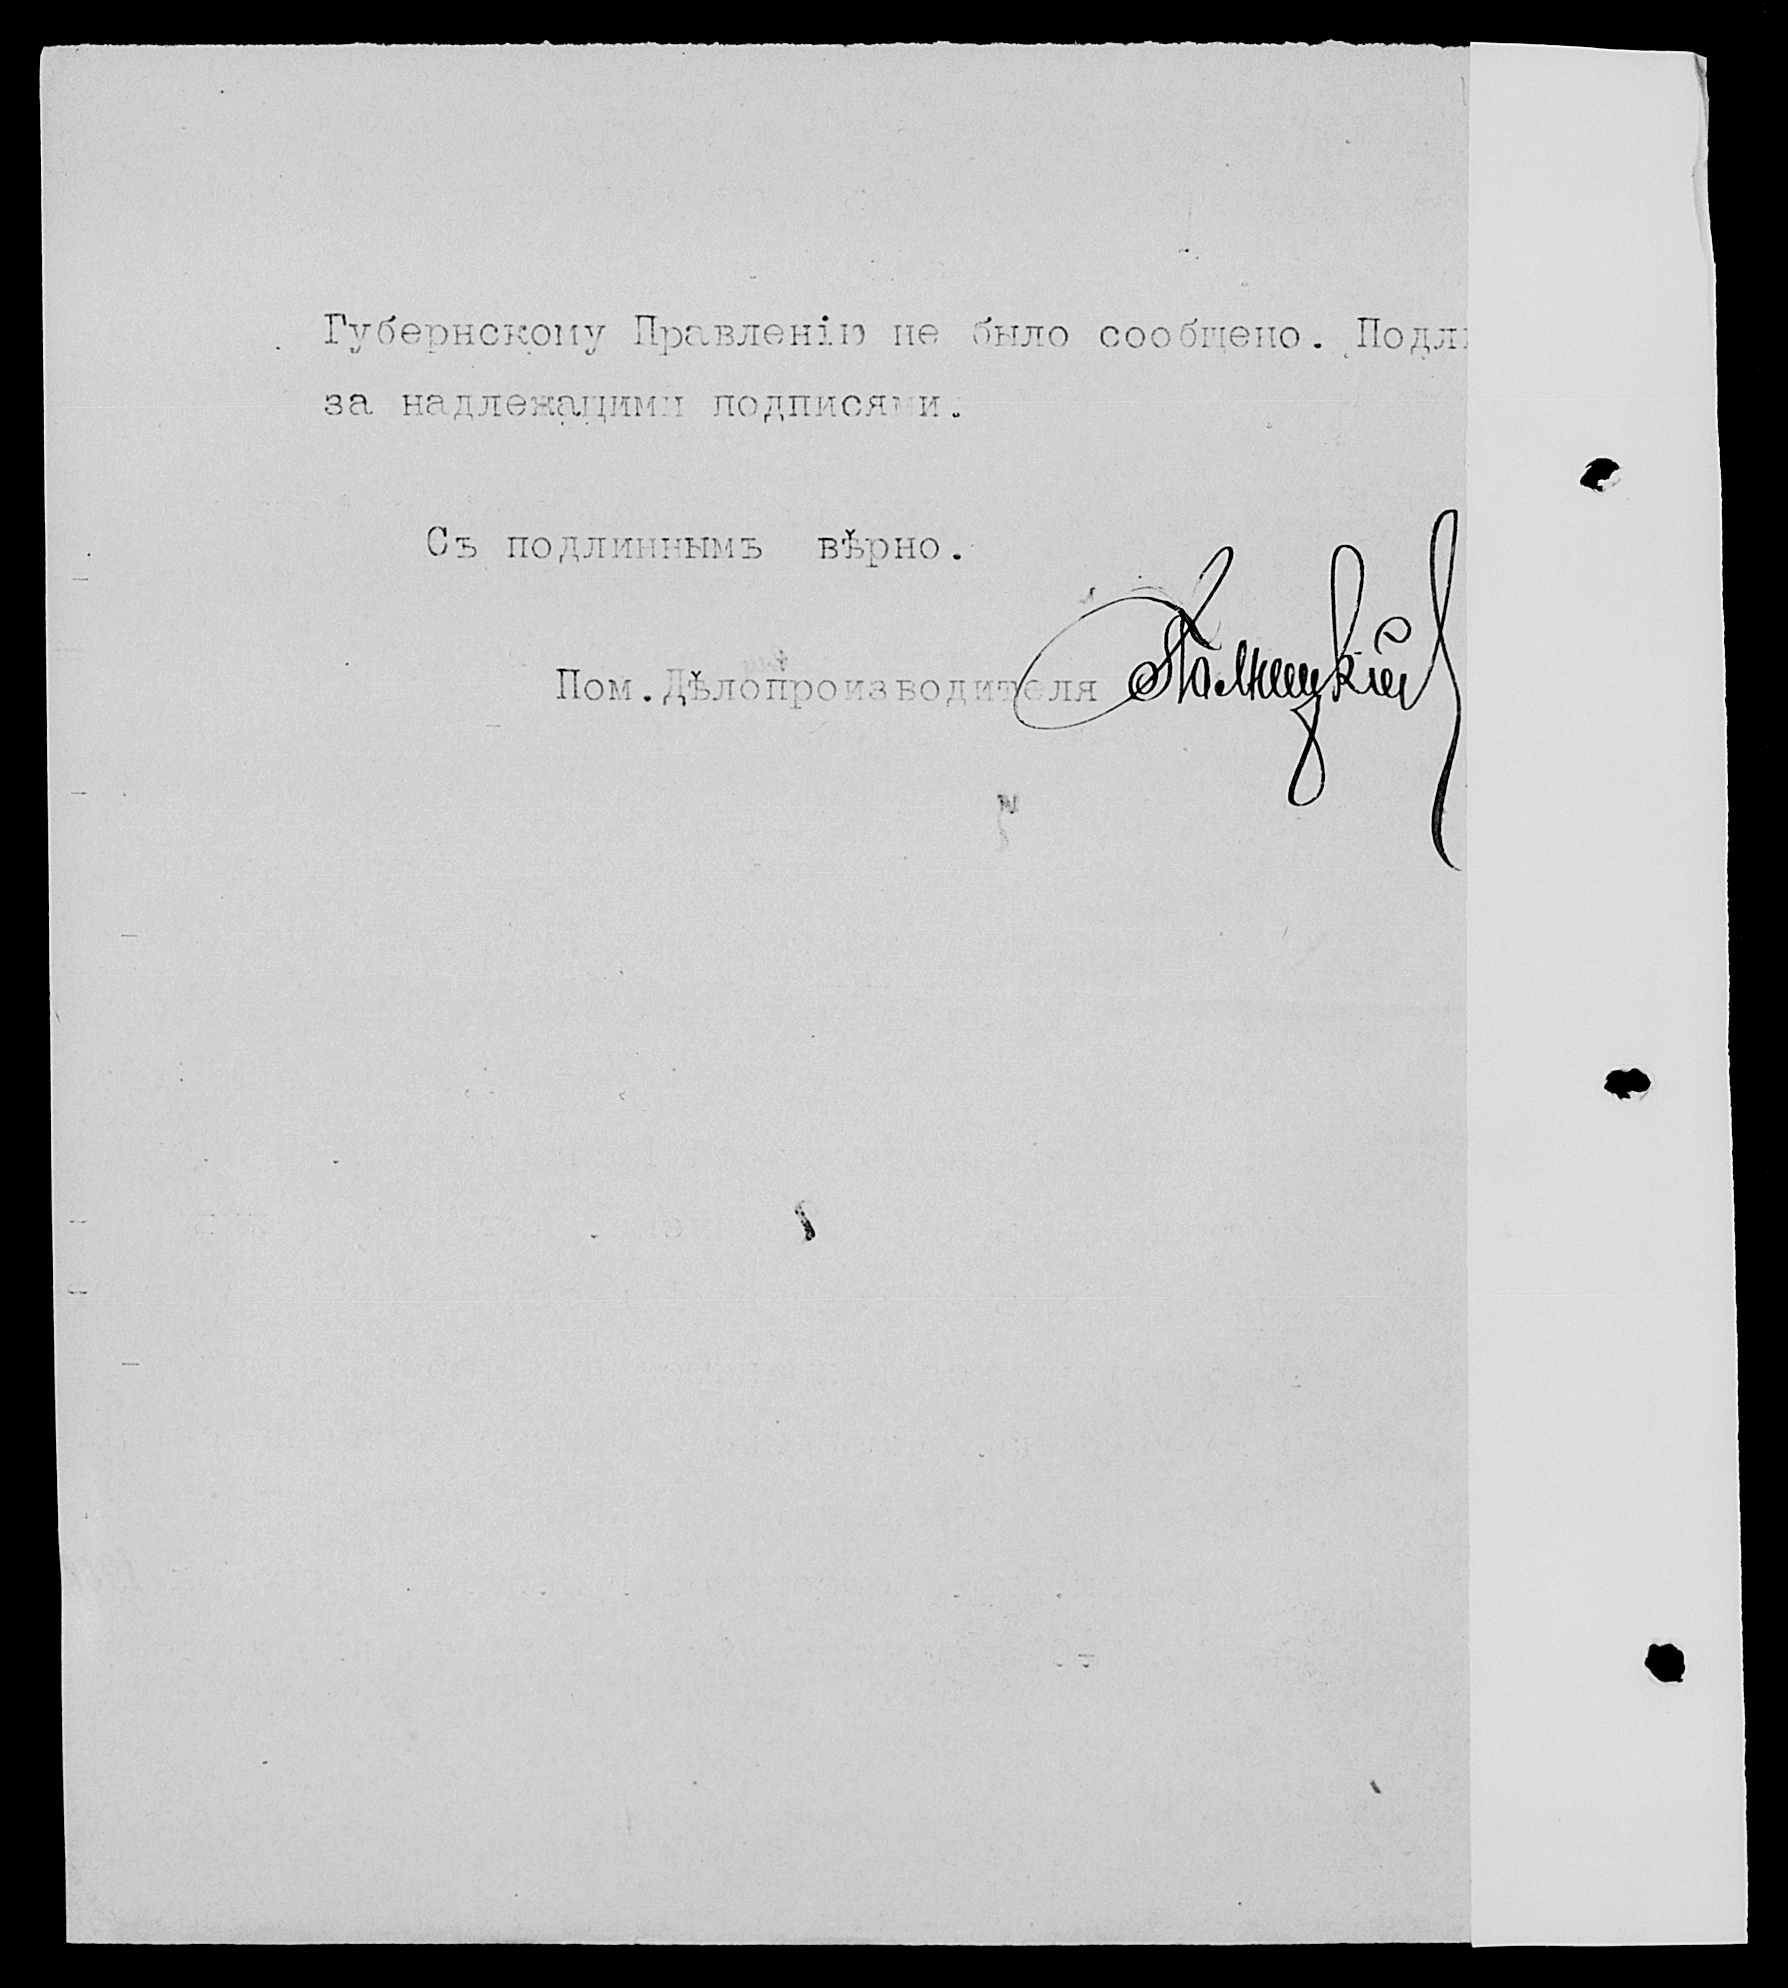 Губернскому Правленію не было сообщено. Подл
за надлежащими подписями.
Съ подлиннымъ вѣрно.
Пом. Дѣлопроизводителя